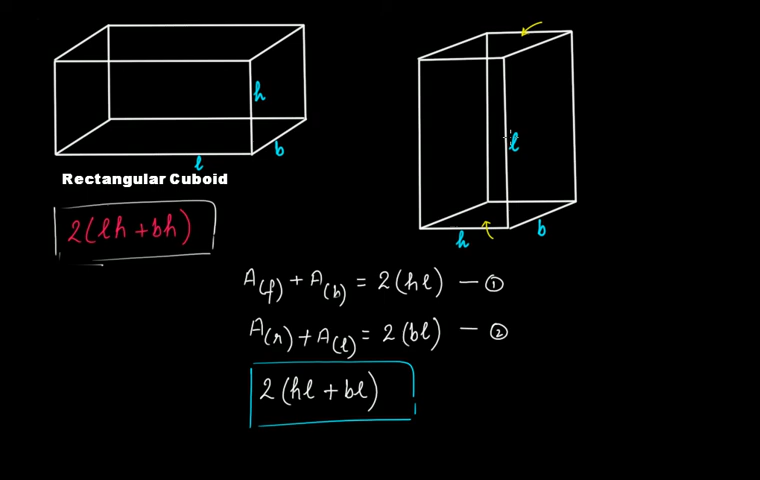 h
l
b
Rectangular Cuboid
2(lh + bh)
l
h
b
A(f) + A(b) = 2(hl) — ①
A(r) + A(l) = 2(bl) — ②
2(hl + bl)